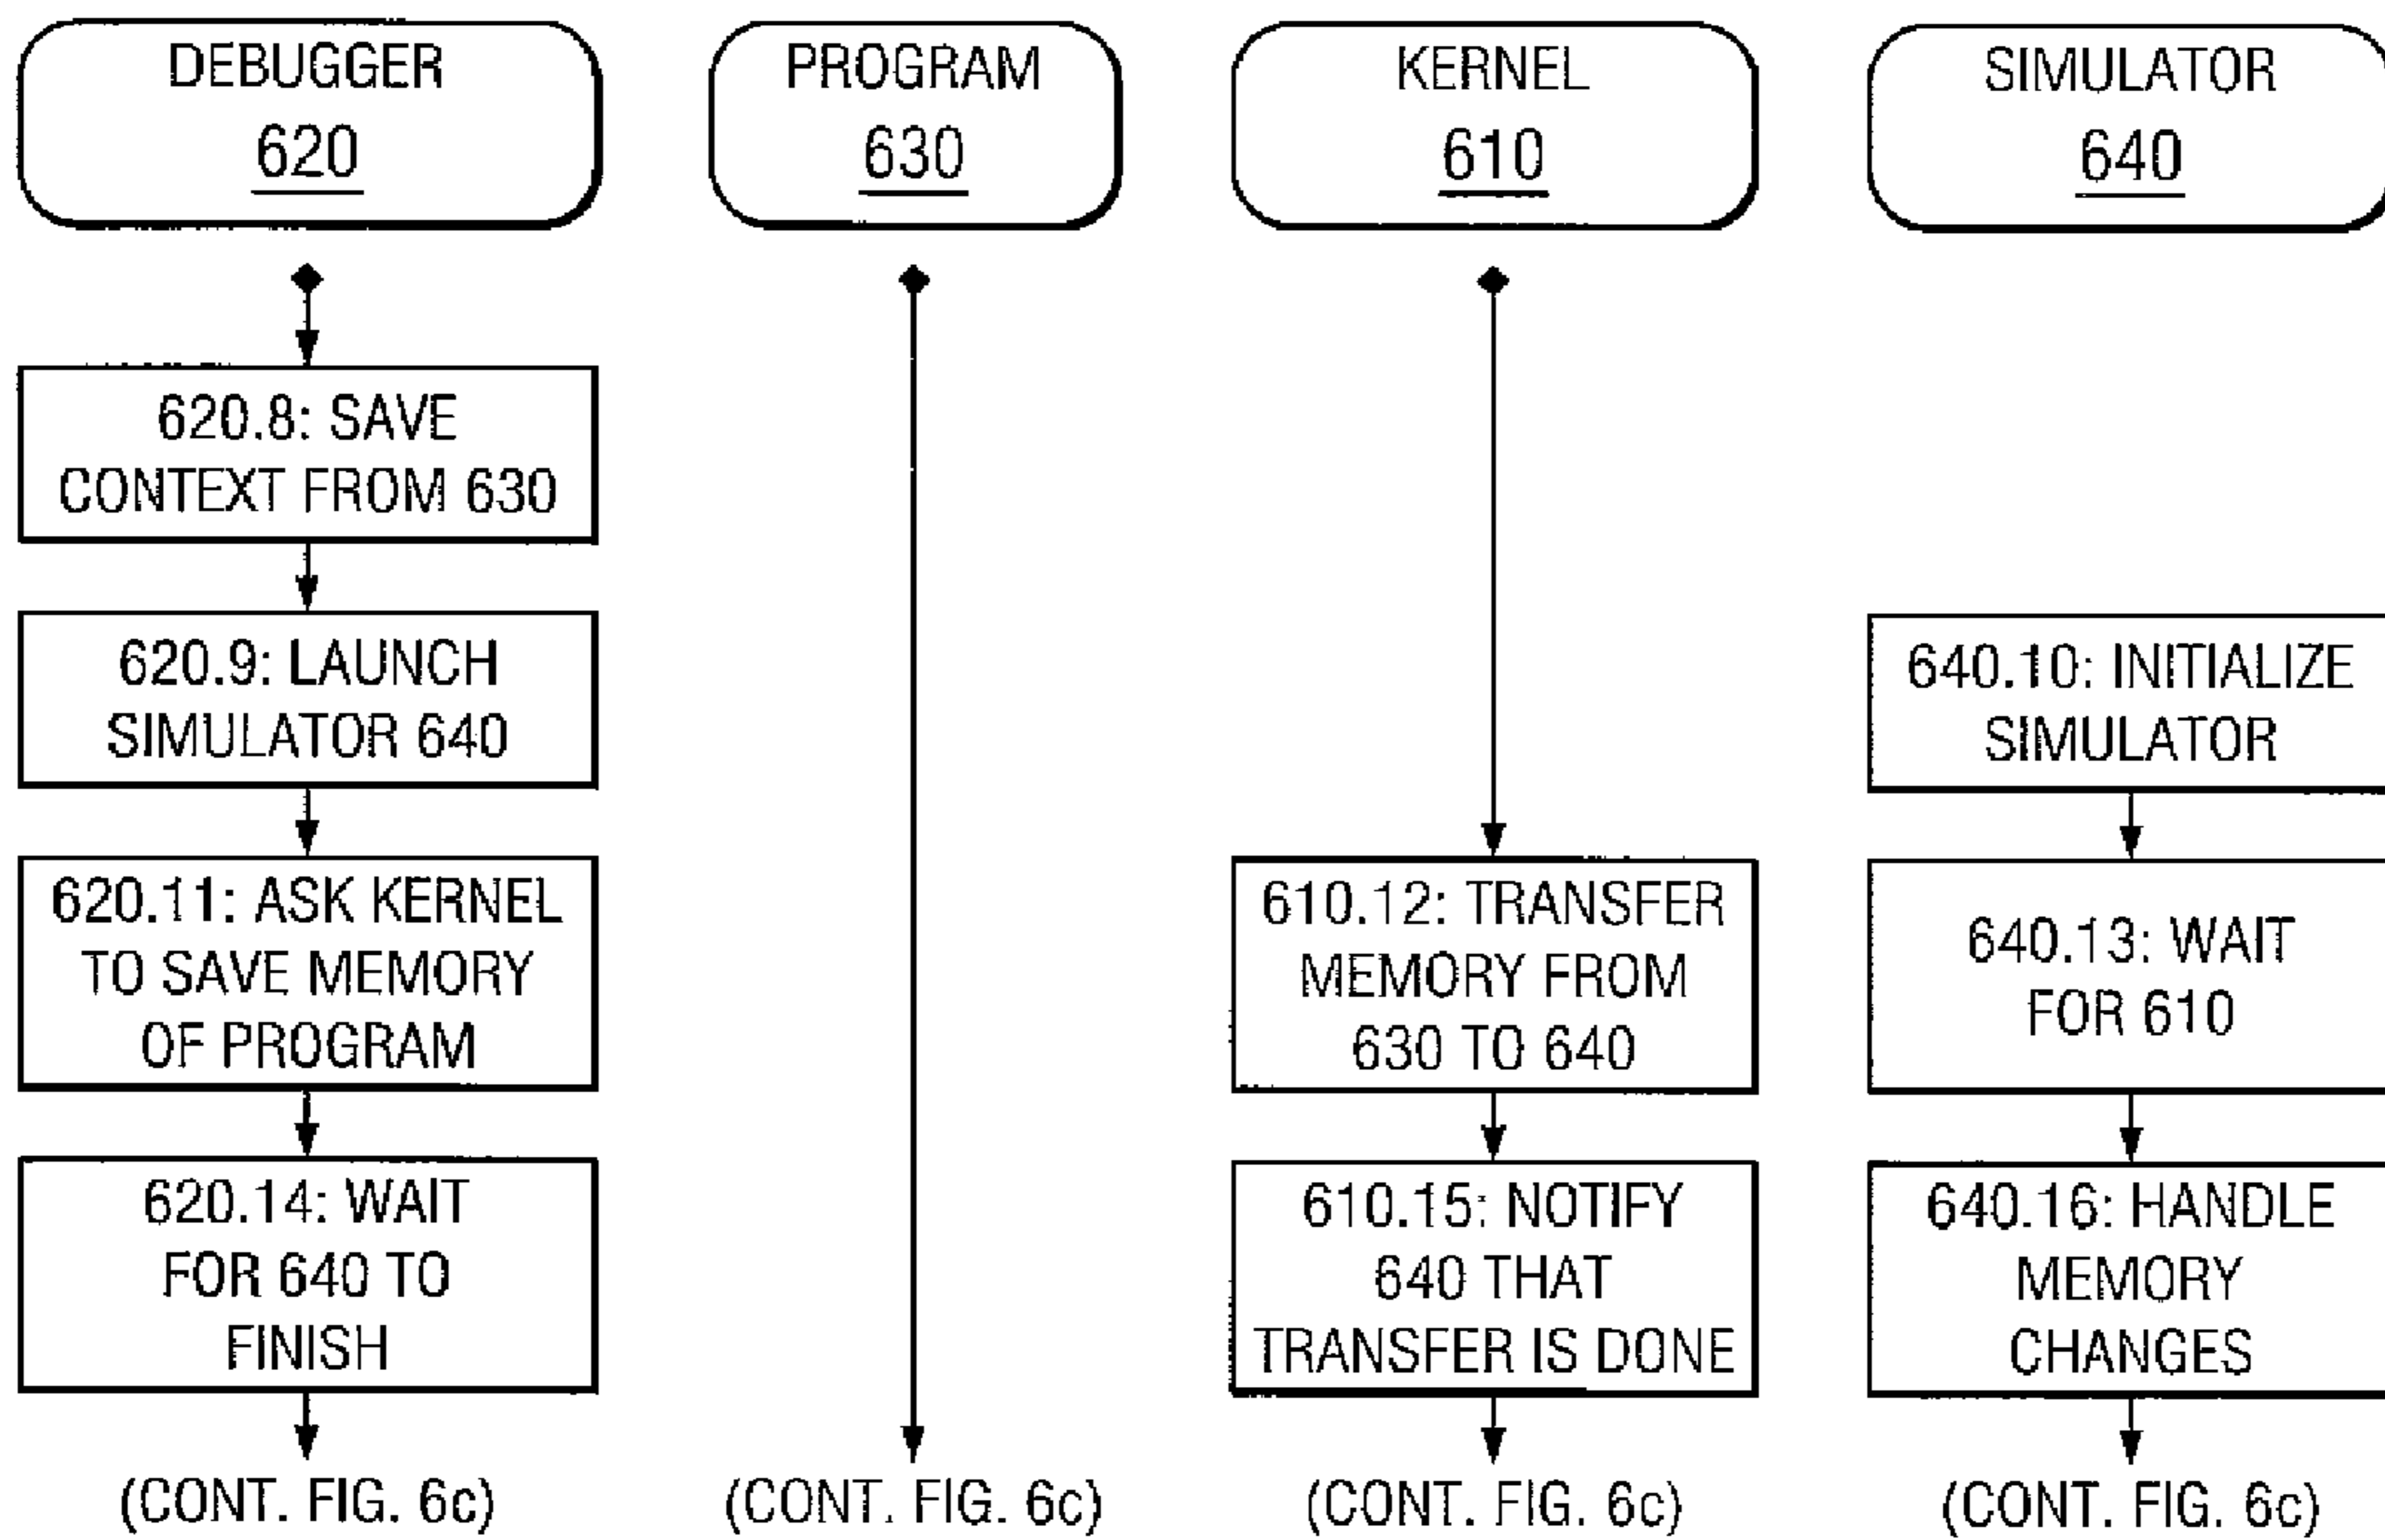 DEBUGGER
620
PROGRAM
630
KERNEL
610
SIMULATOR
640
620.8: SAVE
CONTEXT FROM 630
620.9: LAUNCH
SIMULATOR 640
640.10: INITIALIZE
SIMULATOR
620.11: ASK KERNEL
TO SAVE MEMORY
OF PROGRAM
610.12: TRANSFER
MEMORY FROM
630 TO 640
640.13: WAIT
FOR 610
620.14: WAIT
FOR 640 TO
FINISH
610.15: NOTIFY
640 THAT
TRANSFER IS DONE
640.16: HANDLE
MEMORY
CHANGES
(CONT. FIG. 6c)
(CONT. FIG. 6c)
(CONT. FIG. 6c)
(CONT. FIG. 6c)